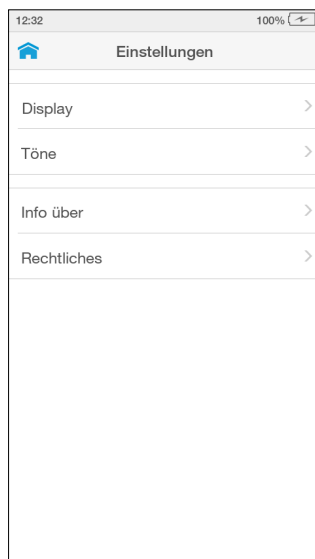 12:32 100%
Einstellungen
Display
Töne
Info über
Rechtliches